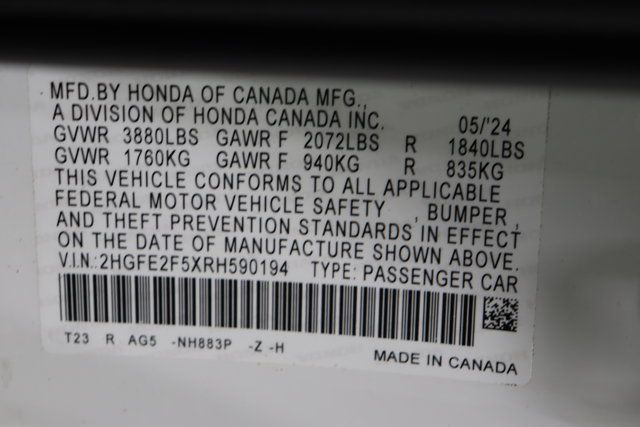 MFD.BY HONDA OF CANADA MFG.,
A DIVISION OF HONDA CANADA INC. 05/'24
GVWR 3880LBS GAWR F 2072LBS R 1840LBS
GVWR 1760KG GAWR F 940KG R 835KG
THIS VEHICLE CONFORMS TO ALL APPLICABLE
FEDERAL MOTOR VEHICLE SAFETY , BUMPER ,
AND THEFT PREVENTION STANDARDS IN EFFECT
ON THE DATE OF MANUFACTURE SHOWN ABOVE.
V.I.N.:2HGFE2F5XRH590194 TYPE: PASSENGER CAR
T23 R AG5 -NH883P -Z -H
MADE IN CANADA